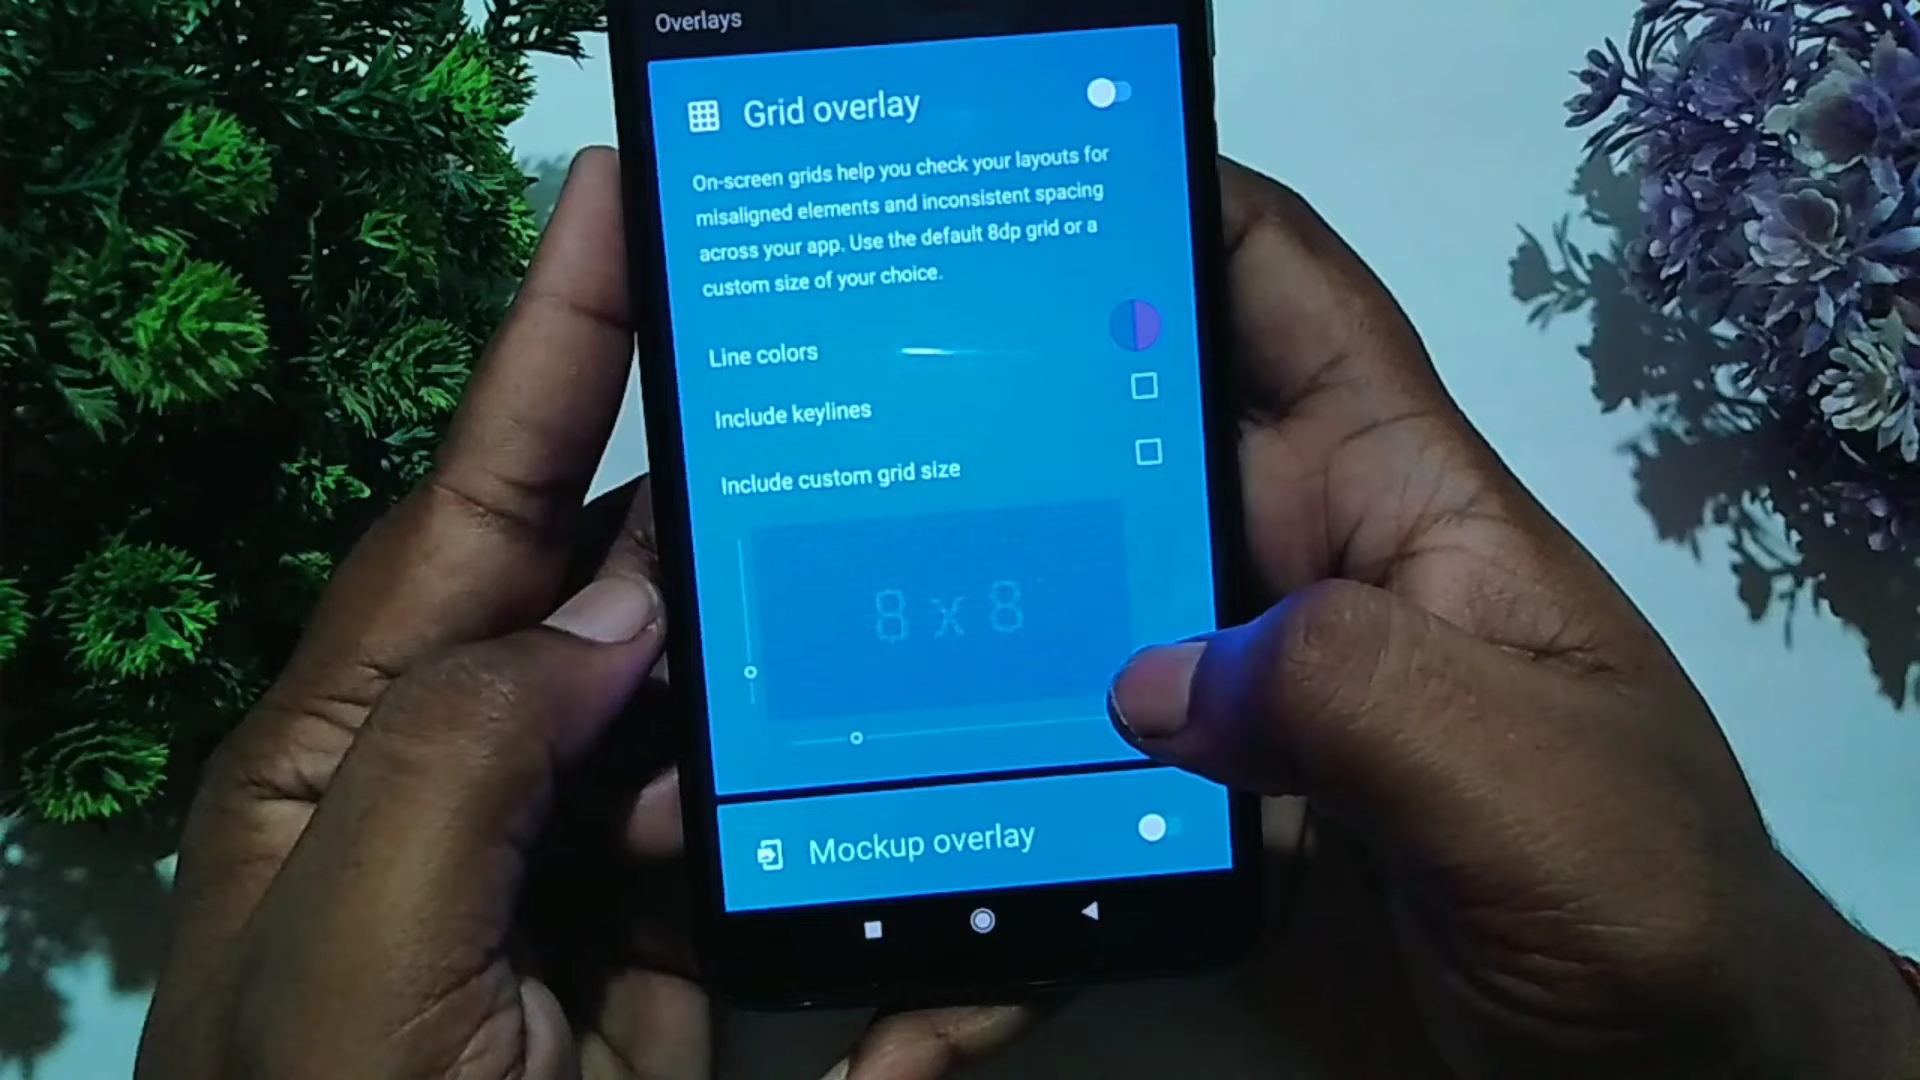 Overlays
Grid overlay
On-screen grids help you check your layouts for
misaligned elements and inconsistent spacing
across your app. Use the default 8dp grid or a
custom size of your choice.
Line colors
Include keylines
Include custom grid size
8 x 8
Mockup overlay